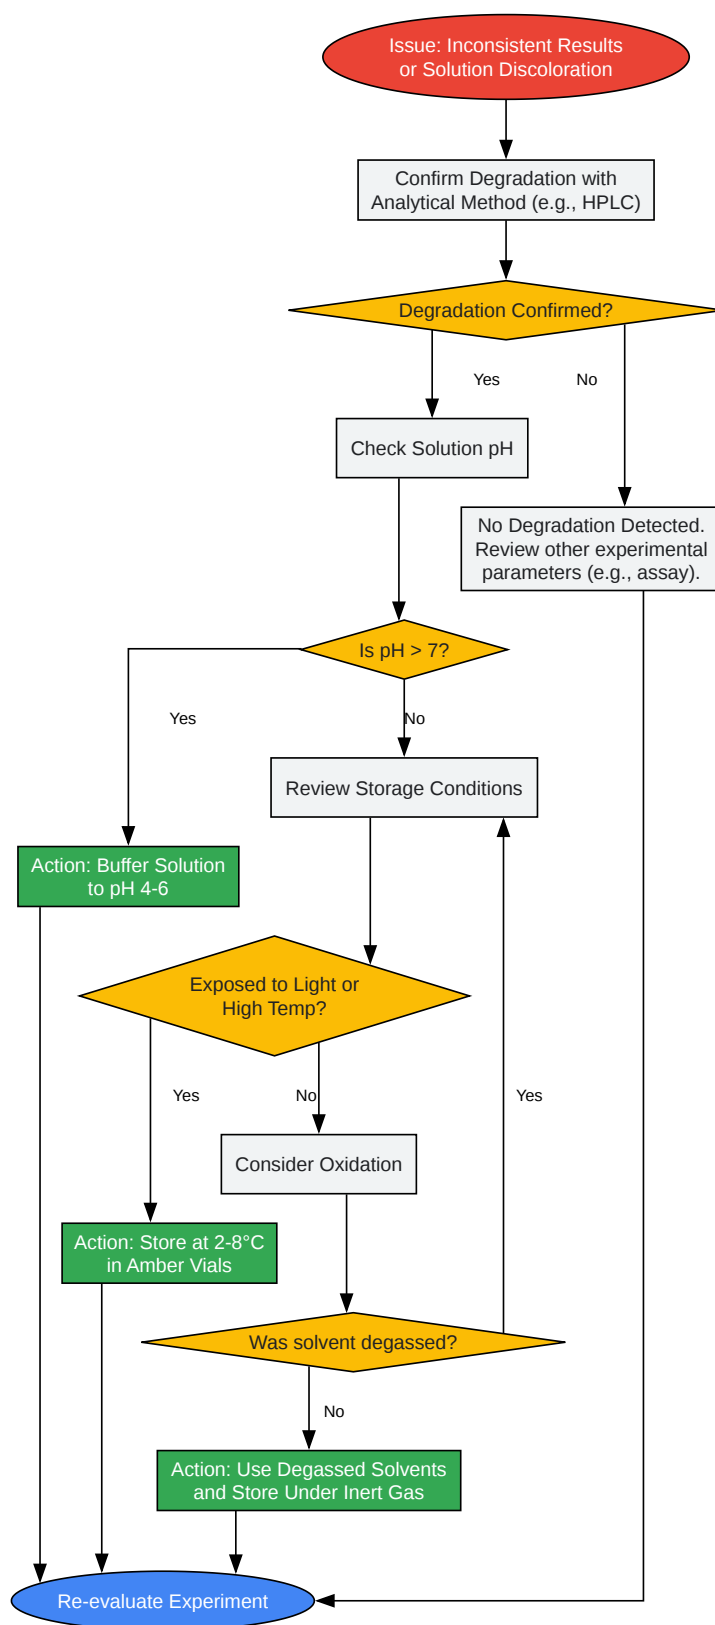 Issue: Inconsistent Results
or Solution Discoloration
Confirm Degradation with
Analytical Method (e.g., HPLC)
Degradation Confirmed?
Yes
No
Check Solution pH
No Degradation Detected.
Review other experimental
parameters (e.g., assay).
Is pH > 7?
Yes
No
Review Storage Conditions
Action: Buffer Solution
to pH 4-6
Exposed to Light or
High Temp?
Yes
No
Yes
Consider Oxidation
Action: Store at 2-8°C
in Amber Vials
Was solvent degassed?
No
Action: Use Degassed Solvents
and Store Under Inert Gas
Re-evaluate Experiment